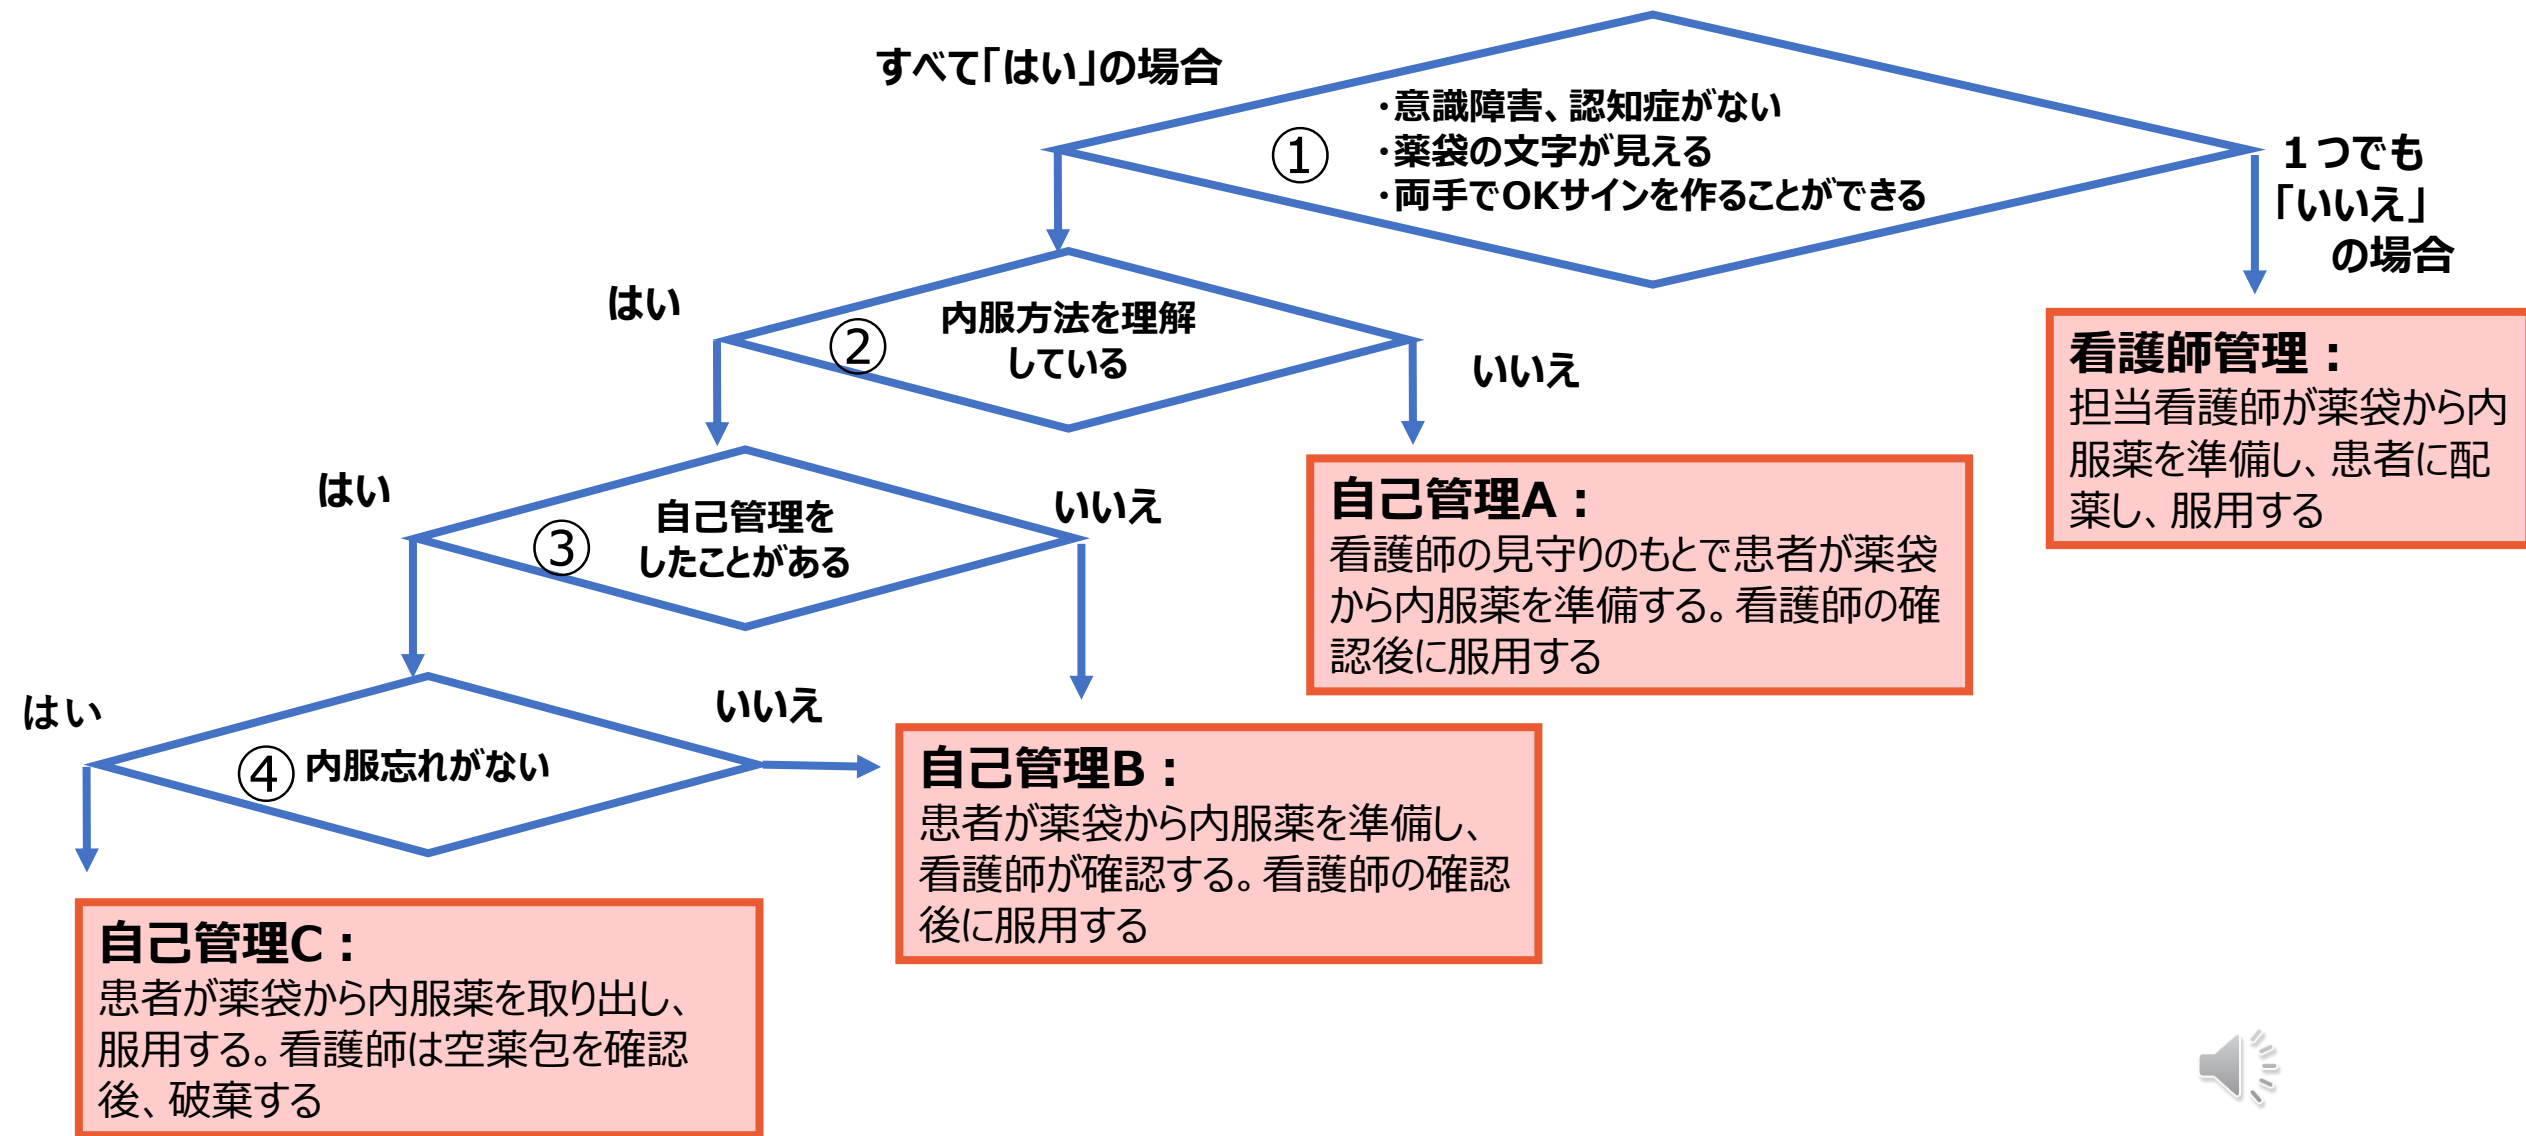 すべて「はい」の場合
①
・意識障害、認知症がない
・薬袋の文字が見える
・両手でOKサインを作ることができる
１つでも
「いいえ」
の場合
はい
②
内服方法を理解
している
いいえ
看護師管理：
担当看護師が薬袋から内
服薬を準備し、患者に配
薬し、服用する
はい
③
自己管理を
したことがある
いいえ
自己管理A：
看護師の見守りのもとで患者が薬袋
から内服薬を準備する。看護師の確
認後に服用する
はい
④
内服忘れがない
いいえ
自己管理B：
患者が薬袋から内服薬を準備し、
看護師が確認する。看護師の確認
後に服用する
自己管理C：
患者が薬袋から内服薬を取り出し、
服用する。看護師は空薬包を確認
後、破棄する